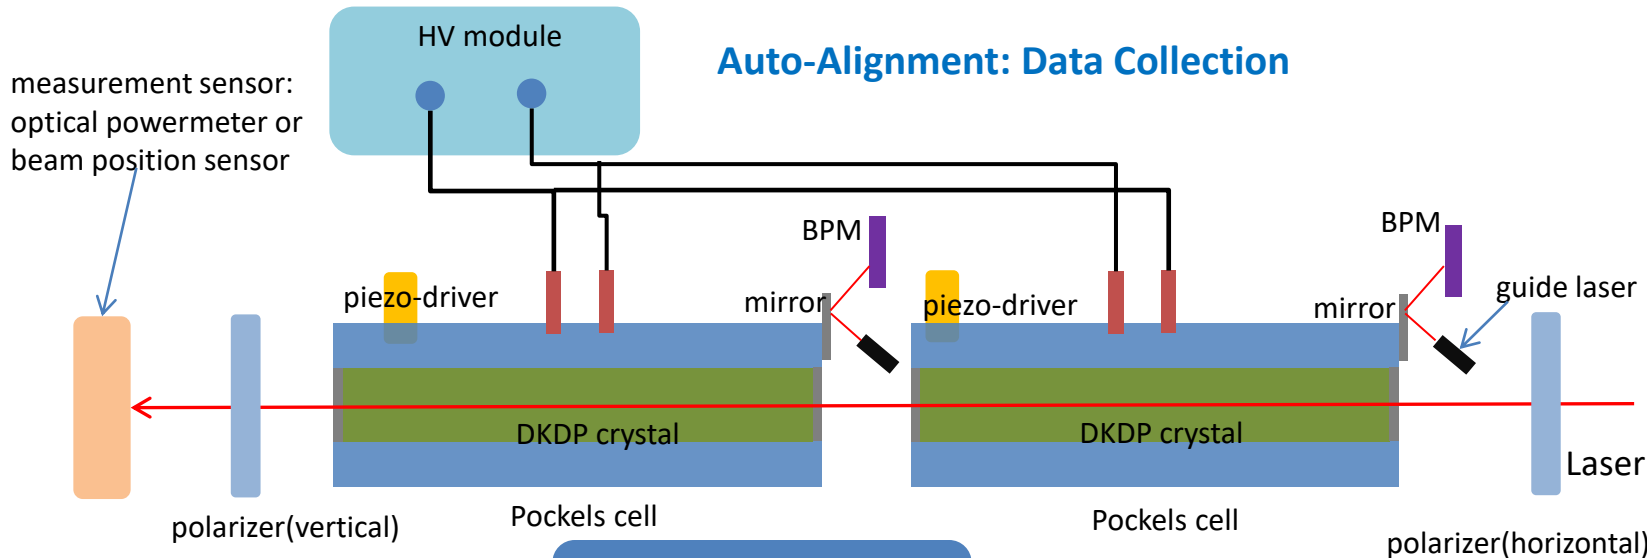 HV module
Auto-Alignment: Data Collection
measurement sensor:
optical powermeter or
beam position sensor
BPM
BPM
piezo-driver
mirror
piezo-driver
mirror
guide laser
DKDP crystal
DKDP crystal
Laser
polarizer(vertical)
Pockels cell
Pockels cell
polarizer(horizontal)